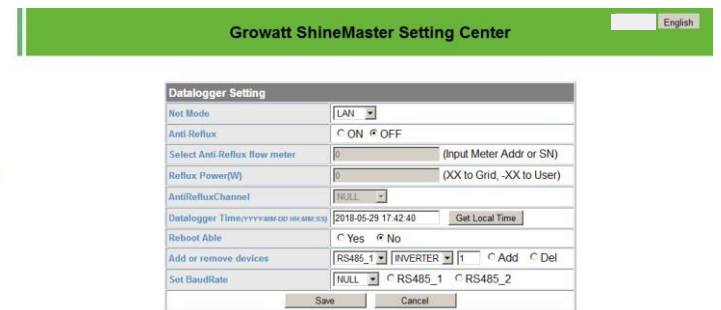 Growatt ShineMaster Setting Center
English
Datalogger Setting
Net Mode LAN
Anti-Reflux ON OFF
Select Anti-Reflux flow meter 0 (Input Meter Addr or SN)
Reflux Power(W) 0 (XX to Grid, -XX to User)
AntiRefluxChannel NULL
Datalogger Time(YYYY-MM-DD HH:MM:SS) 2018-05-29 17:42:40 Get Local Time
Reboot Able Yes No
Add or remove devices RS485_1 INVERTER 1 Add Del
Set BaudRate NULL RS485_1 RS485_2
Save Cancel